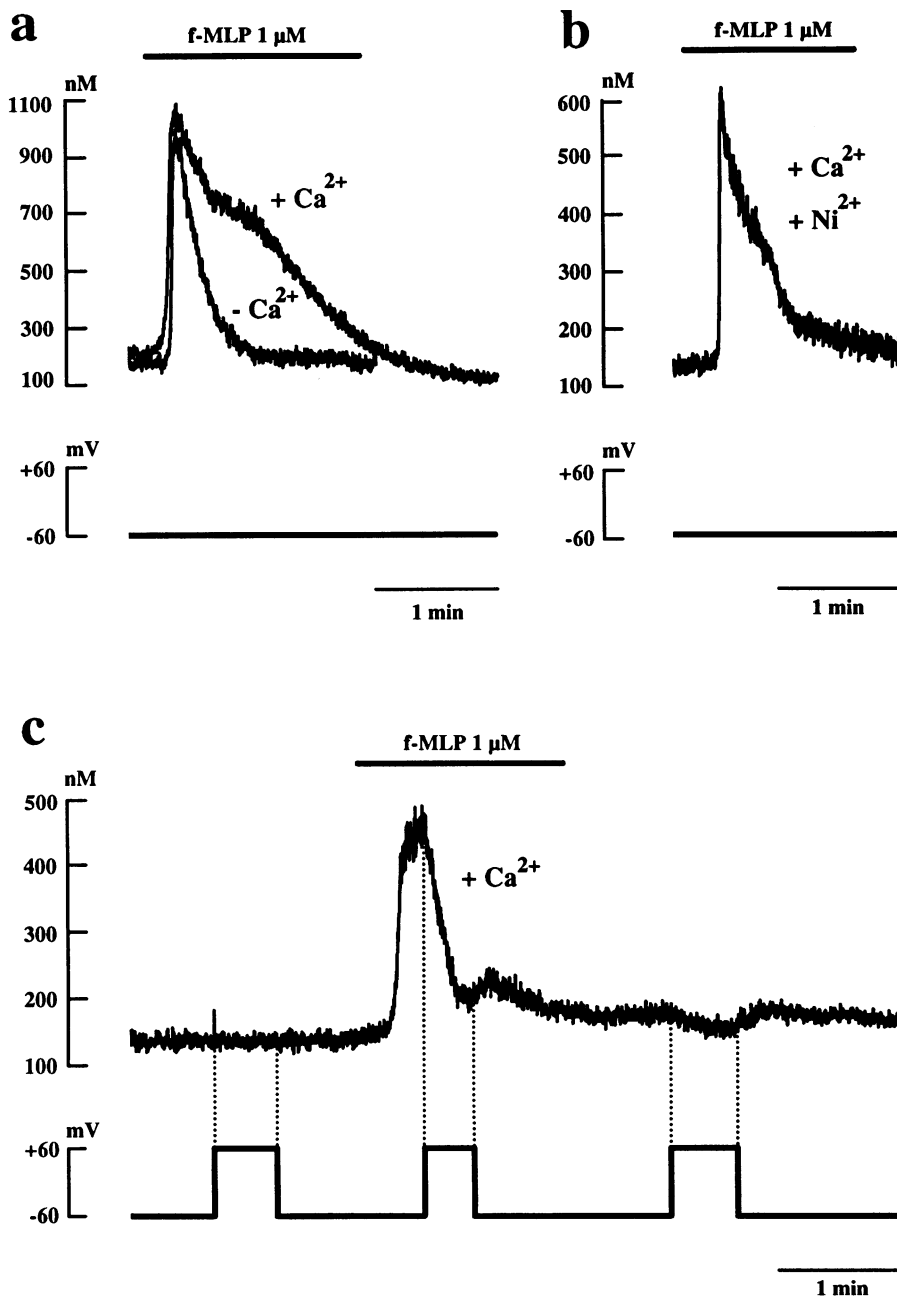 a
f-MLP 1 µM
nM
1100
900
700
500
300
100
+ Ca2+
- Ca2+
mV
+60
-60
1 min
b
f-MLP 1 µM
nM
600
500
400
300
200
100
+ Ca2+
+ Ni2+
mV
+60
-60
1 min
c
f-MLP 1 µM
nM
500
400
300
200
100
+ Ca2+
mV
+60
-60
1 min